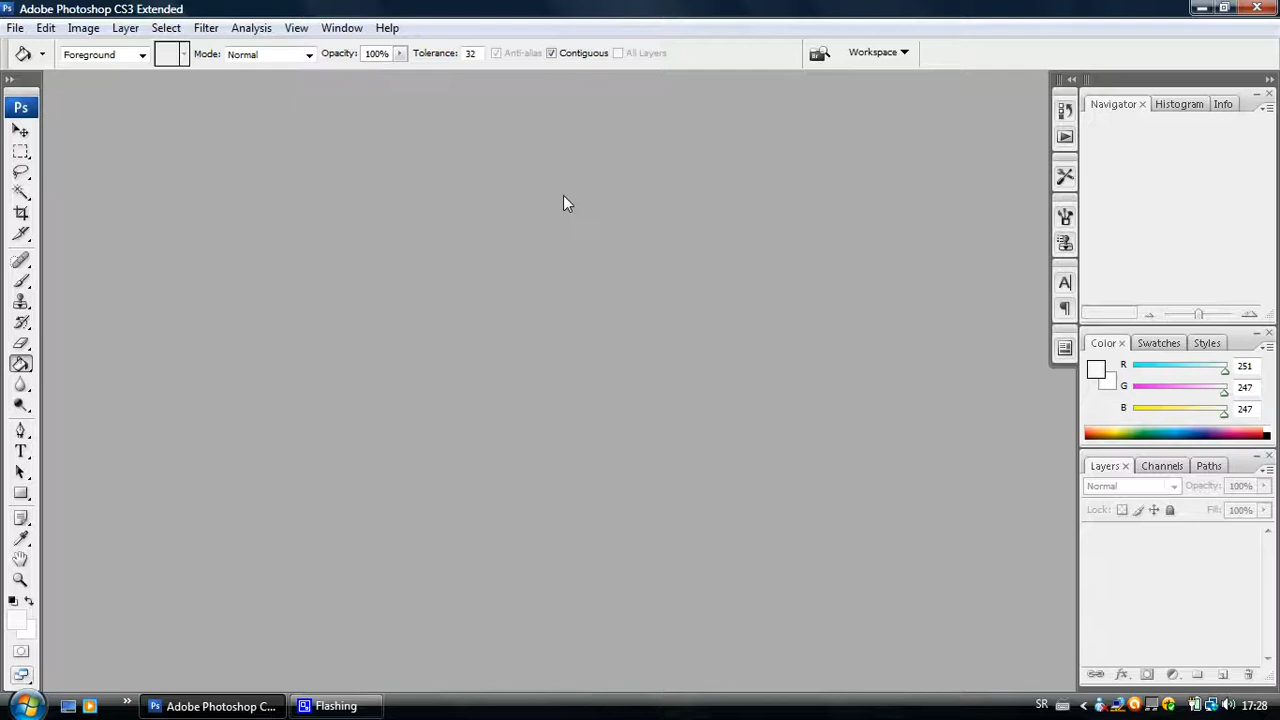 Ps Adobe Photoshop CS3 Extended
File Edit Image Layer Select Filter Analysis View Window Help
Foreground Mode: Normal Opacity: 100% Tolerance: 32 Anti-alias Contiguous All Layers Workspace
Ps
Navigator Histogram Info
Color Swatches Styles
R 251
G 247
B 247
Layers Channels Paths
Normal Opacity: 100%
Lock: Fill: 100%
T
A
Ps Adobe Photoshop C... Flashing SR 17:28